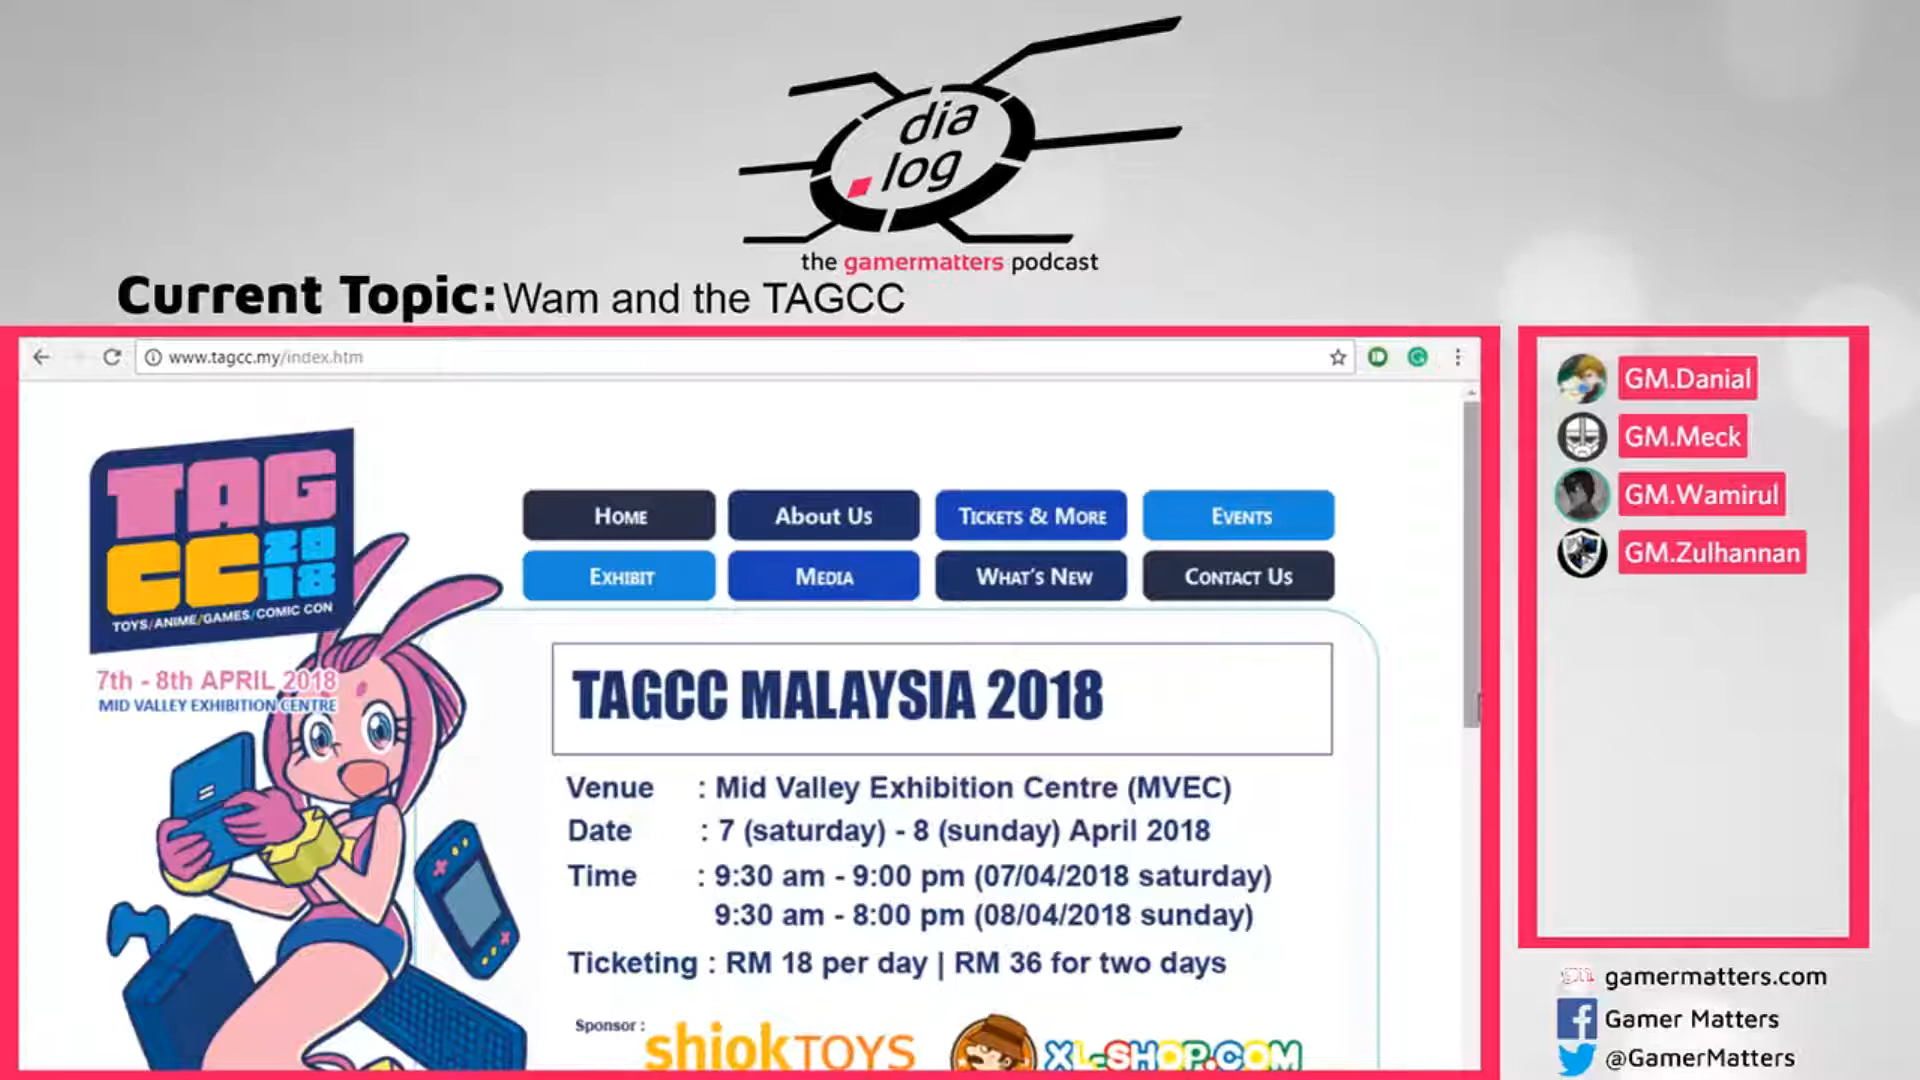 dia
.log
the gamermatters podcast
Current Topic: Wam and the TAGCC
www.tagcc.my/index.htm
TAG
CC 2018
TOYS/ANIME/GAMES/COMIC CON
7th - 8th APRIL 2018
MID VALLEY EXHIBITION CENTRE
HOME
ABOUT US
TICKETS & MORE
EVENTS
EXHIBIT
MEDIA
WHAT'S NEW
CONTACT US
TAGCC MALAYSIA 2018
Venue : Mid Valley Exhibition Centre (MVEC)
Date : 7 (saturday) - 8 (sunday) April 2018
Time : 9:30 am - 9:00 pm (07/04/2018 saturday)
9:30 am - 8:00 pm (08/04/2018 sunday)
Ticketing : RM 18 per day | RM 36 for two days
Sponsor :
shiokTOYS
XL-SHOP.COM
GM.Danial
GM.Meck
GM.Wamirul
GM.Zulhannan
gamermatters.com
Gamer Matters
@GamerMatters